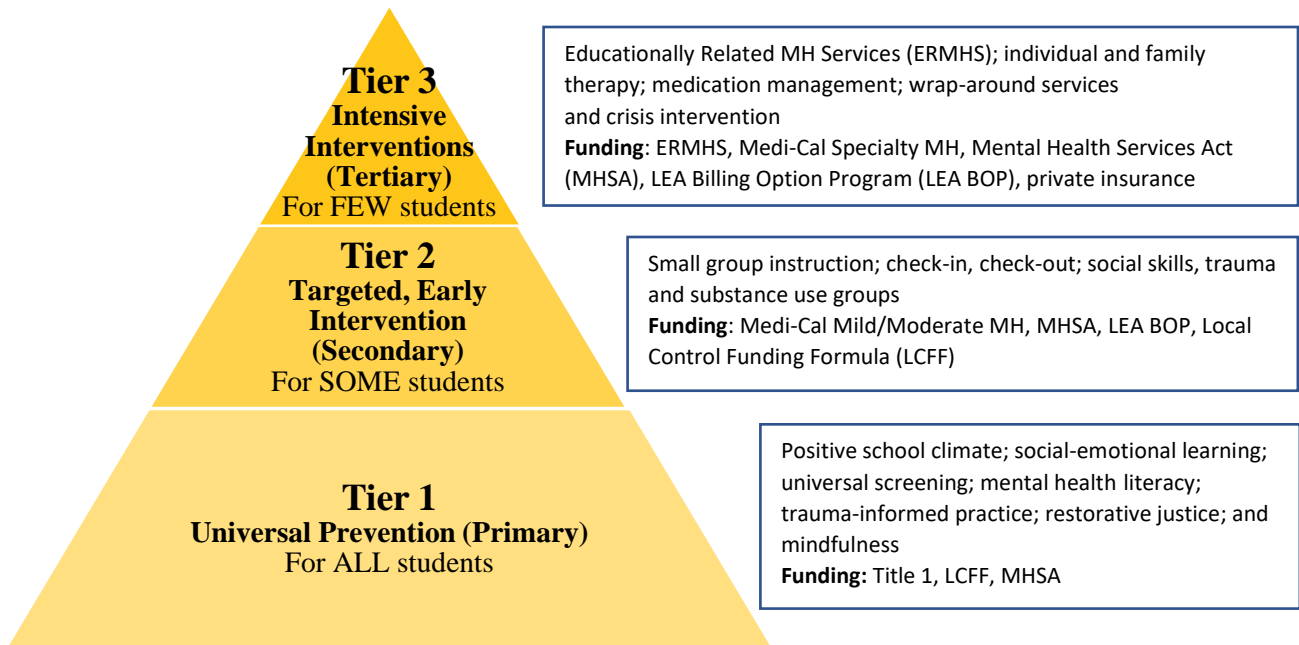 Tier 3
Intensive
Interventions
(Tertiary)
For FEW students
Educationally Related MH Services (ERMHS); individual and family
therapy; medication management; wrap-around services
and crisis intervention
Funding: ERMHS, Medi-Cal Specialty MH, Mental Health Services Act
(MHSA), LEA Billing Option Program (LEA BOP), private insurance
Tier 2
Targeted, Early
Intervention
(Secondary)
For SOME students
Small group instruction; check-in, check-out; social skills, trauma
and substance use groups
Funding: Medi-Cal Mild/Moderate MH, MHSA, LEA BOP, Local
Control Funding Formula (LCFF)
Tier 1
Universal Prevention (Primary)
For ALL students
Positive school climate; social-emotional learning;
universal screening; mental health literacy;
trauma-informed practice; restorative justice; and
mindfulness
Funding: Title 1, LCFF, MHSA